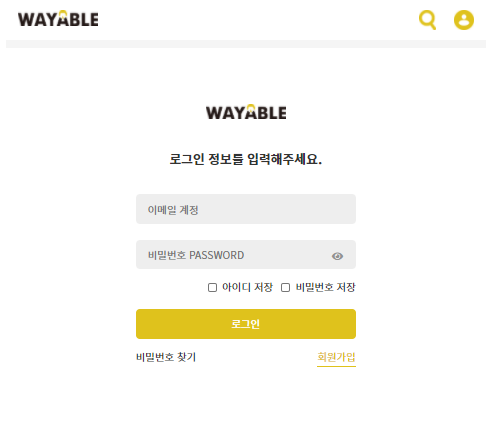 WAYABLE
WAYABLE
로그인 정보를 입력해주세요.
이메일 계정
비밀번호 PASSWORD
아이디 저장 비밀번호 저장
로그인
비밀번호 찾기 회원가입